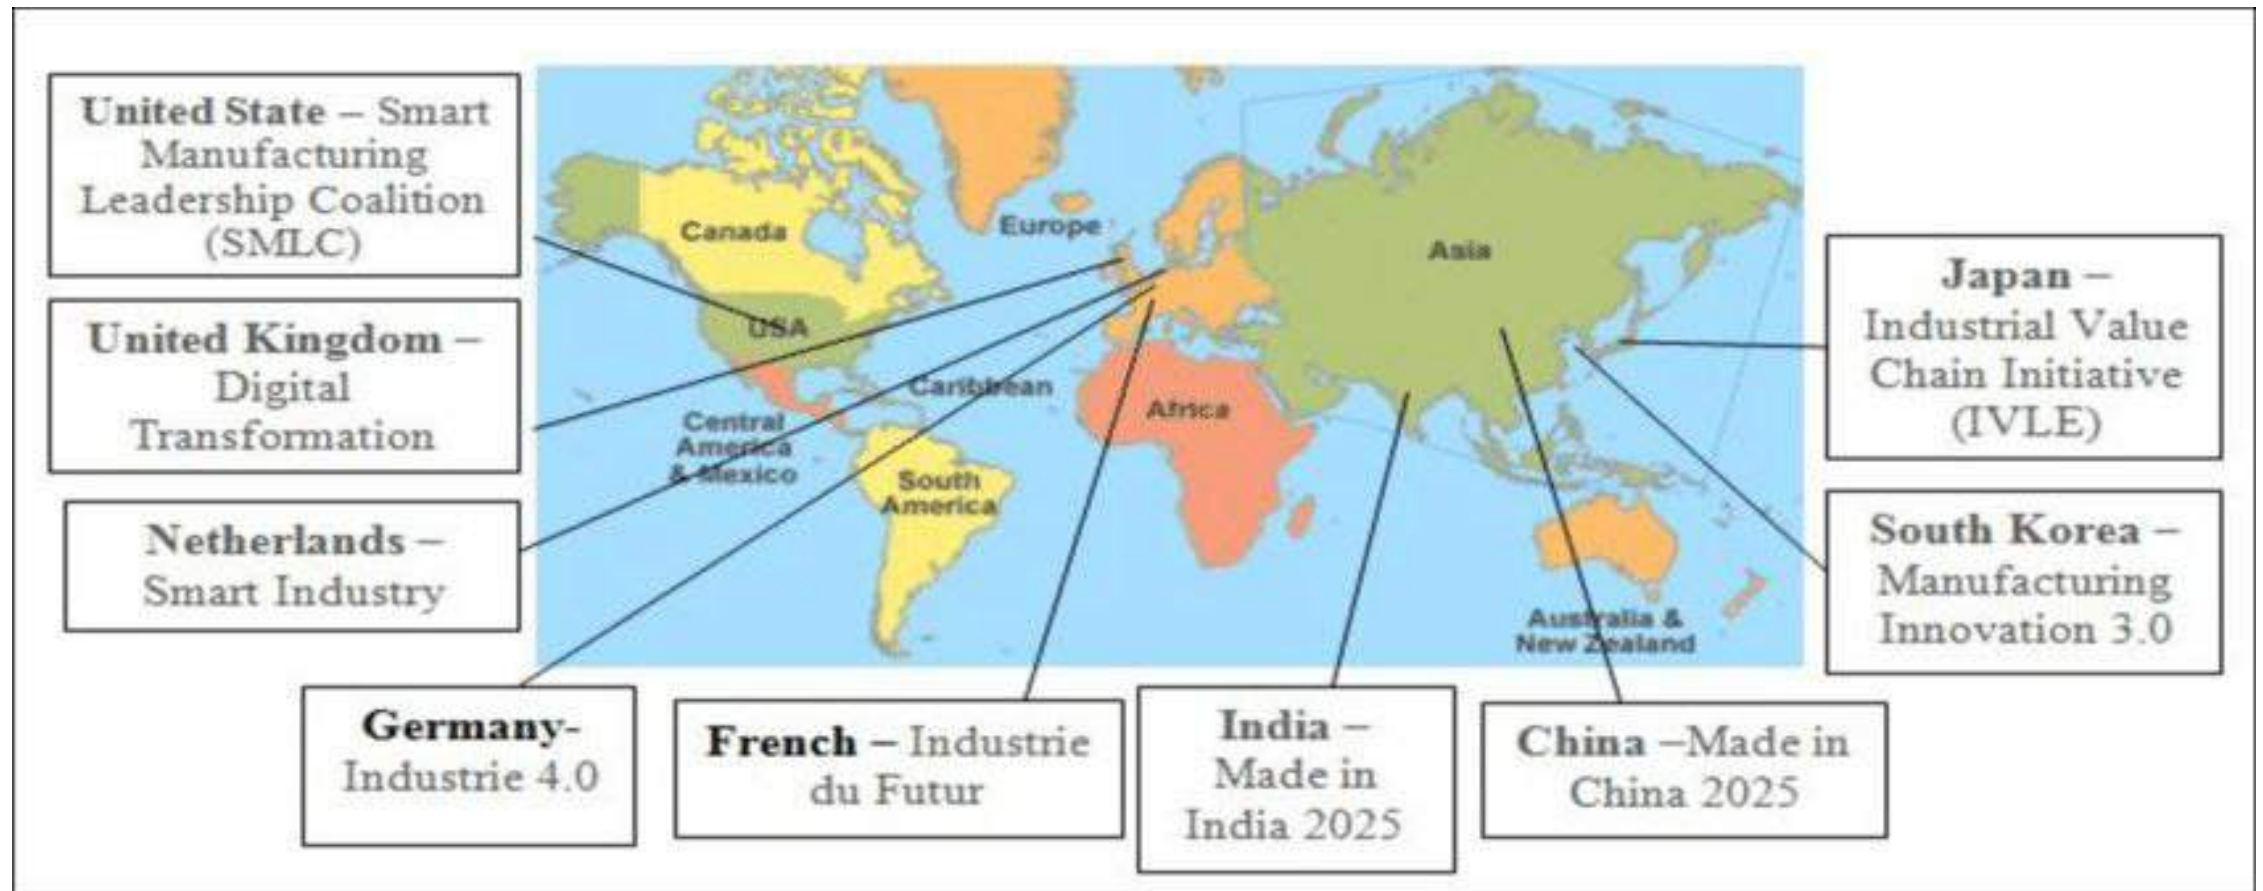 United State – Smart
Manufacturing
Leadership Coalition
(SMLC)
United Kingdom –
Digital
Transformation
Netherlands –
Smart Industry
Germany-
Industrie 4.0
French – Industrie
du Futur
India –
Made in
India 2025
China –Made in
China 2025
Japan –
Industrial Value
Chain Initiative
(IVLE)
South Korea –
Manufacturing
Innovation 3.0
Canada
Europe
Asia
USA
Caribbean
Central
America
& Mexico
Africa
South
America
Australia &
New Zealand